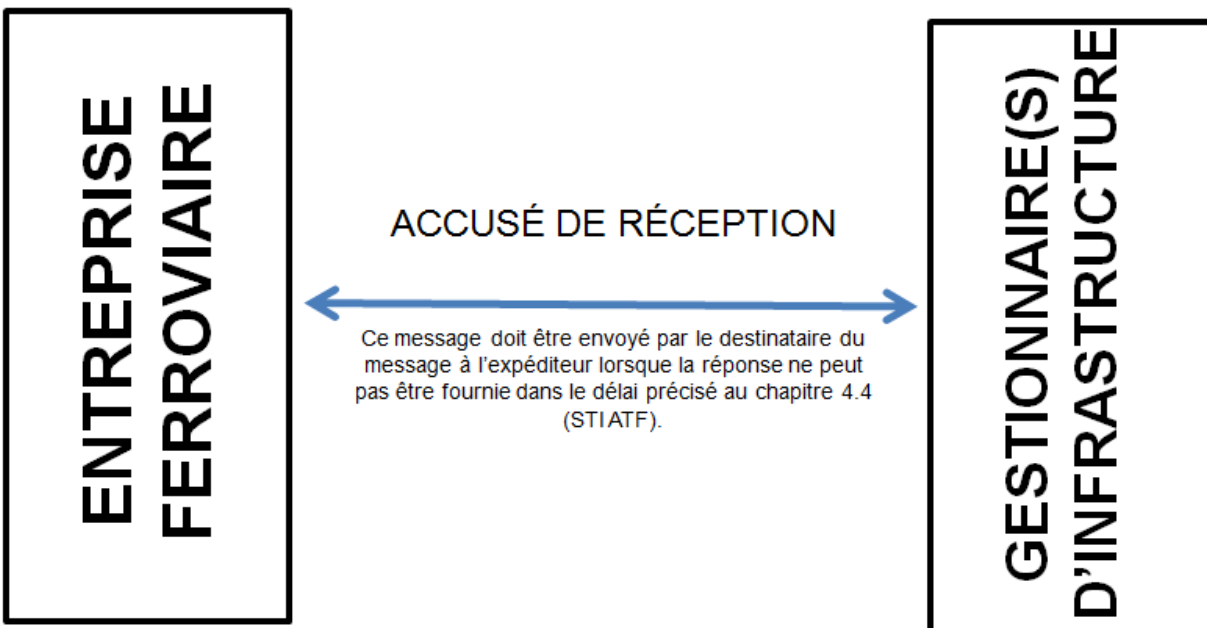 ENTREPRISE
FERROVIAIRE
ACCUSÉ DE RÉCEPTION
Ce message doit être envoyé par le destinataire du
message à l'expéditeur lorsque la réponse ne peut
pas être fournie dans le délai précisé au chapitre 4.4
(STI ATF).
GESTIONNAIRE(S)
D'INFRASTRUCTURE